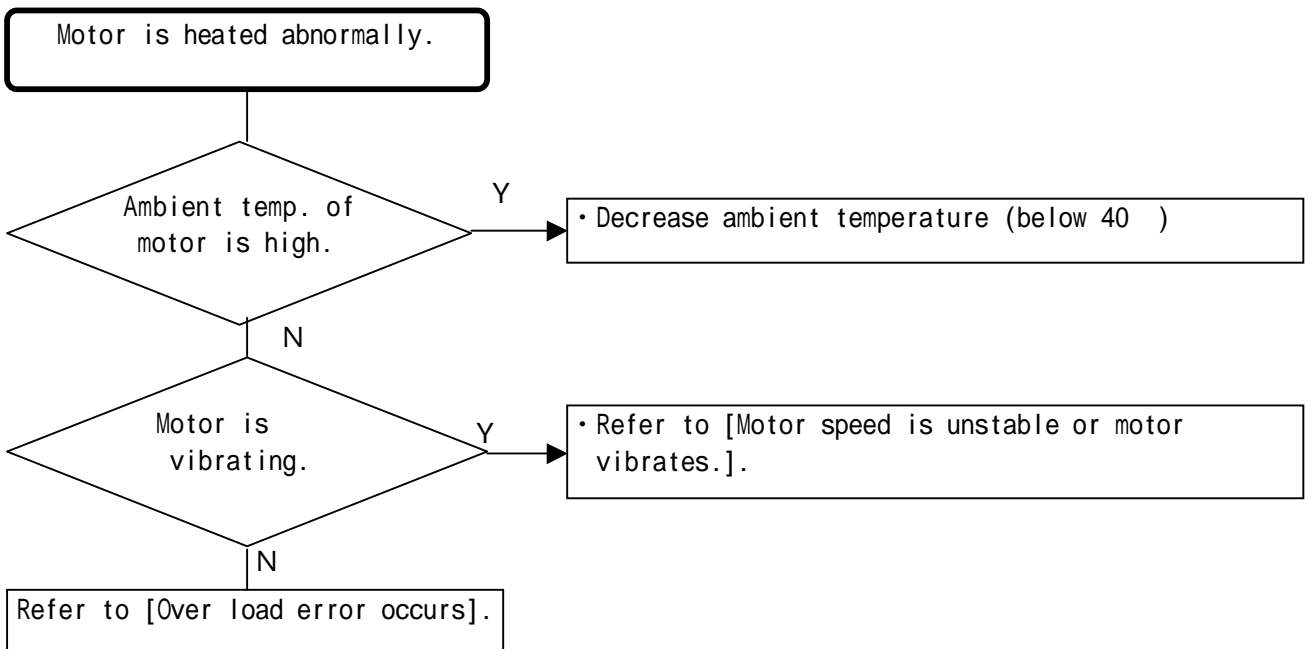 Motor is heated abnormally.
Ambient temp. of
motor is high.
Y
・Decrease ambient temperature (below 40  )
N
Motor is
vibrating.
Y
・Refer to [Motor speed is unstable or motor
vibrates.].
N
Refer to [Over load error occurs].